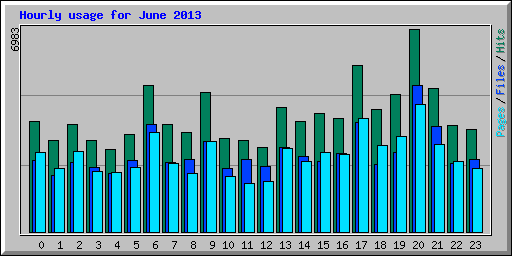 Hourly usage for June 2013
6983
Pages/Files/Hits
0 1 2 3 4 5 6 7 8 9 10 11 12 13 14 15 16 17 18 19 20 21 22 23